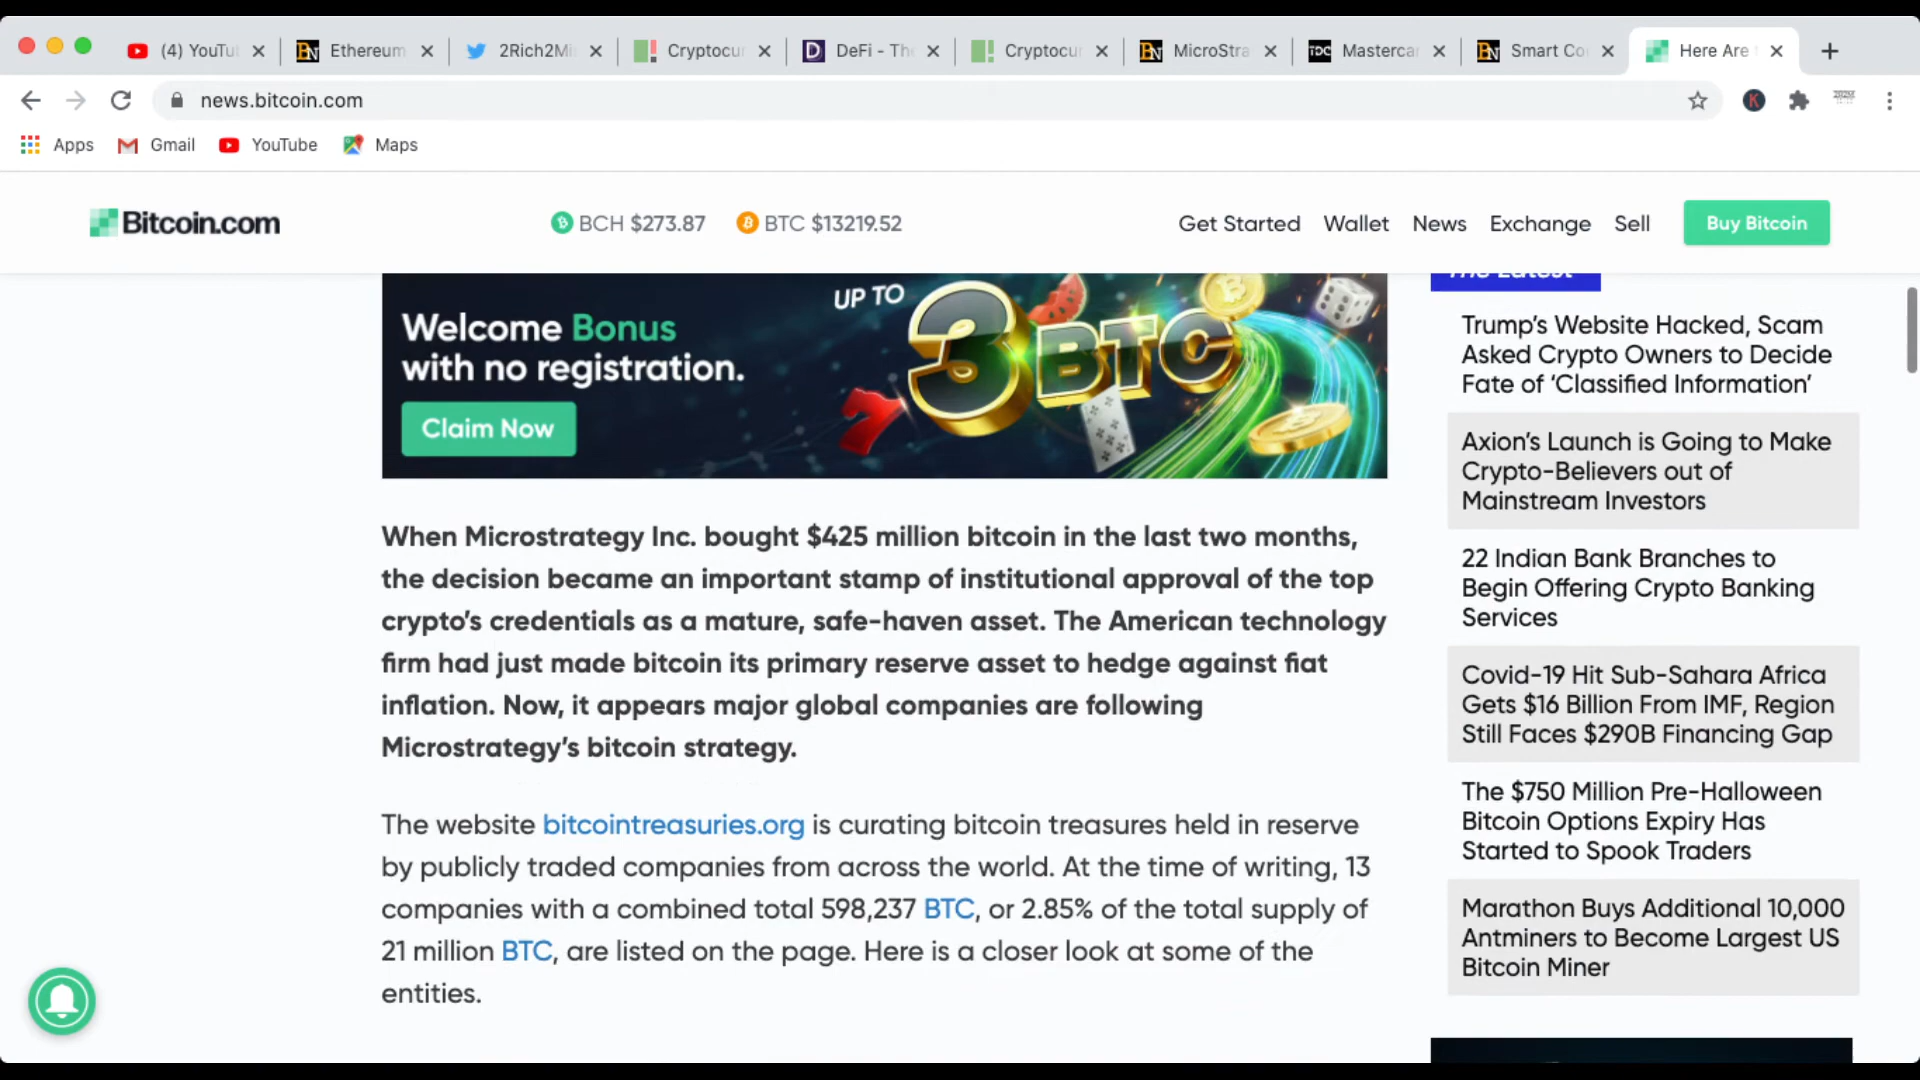 (4) YouTu
Ethereum
2Rich2Mi
Cryptocur
DeFi - The
Cryptocur
MicroStra
Mastercar
Smart Co
Here Are
news.bitcoin.com
Apps
Gmail
YouTube
Maps
Bitcoin.com
BCH $273.87
BTC $13219.52
Get Started
Wallet
News
Exchange
Sell
Buy Bitcoin
Welcome Bonus
with no registration.
Claim Now
UP TO
3 BTC
When Microstrategy Inc. bought $425 million bitcoin in the last two months,
the decision became an important stamp of institutional approval of the top
crypto's credentials as a mature, safe-haven asset. The American technology
firm had just made bitcoin its primary reserve asset to hedge against fiat
inflation. Now, it appears major global companies are following
Microstrategy's bitcoin strategy.
The website bitcointreasuries.org is curating bitcoin treasures held in reserve
by publicly traded companies from across the world. At the time of writing, 13
companies with a combined total 598,237 BTC, or 2.85% of the total supply of
21 million BTC, are listed on the page. Here is a closer look at some of the
entities.
The Latest
Trump's Website Hacked, Scam
Asked Crypto Owners to Decide
Fate of 'Classified Information'
Axion's Launch is Going to Make
Crypto-Believers out of
Mainstream Investors
22 Indian Bank Branches to
Begin Offering Crypto Banking
Services
Covid-19 Hit Sub-Sahara Africa
Gets $16 Billion From IMF, Region
Still Faces $290B Financing Gap
The $750 Million Pre-Halloween
Bitcoin Options Expiry Has
Started to Spook Traders
Marathon Buys Additional 10,000
Antminers to Become Largest US
Bitcoin Miner